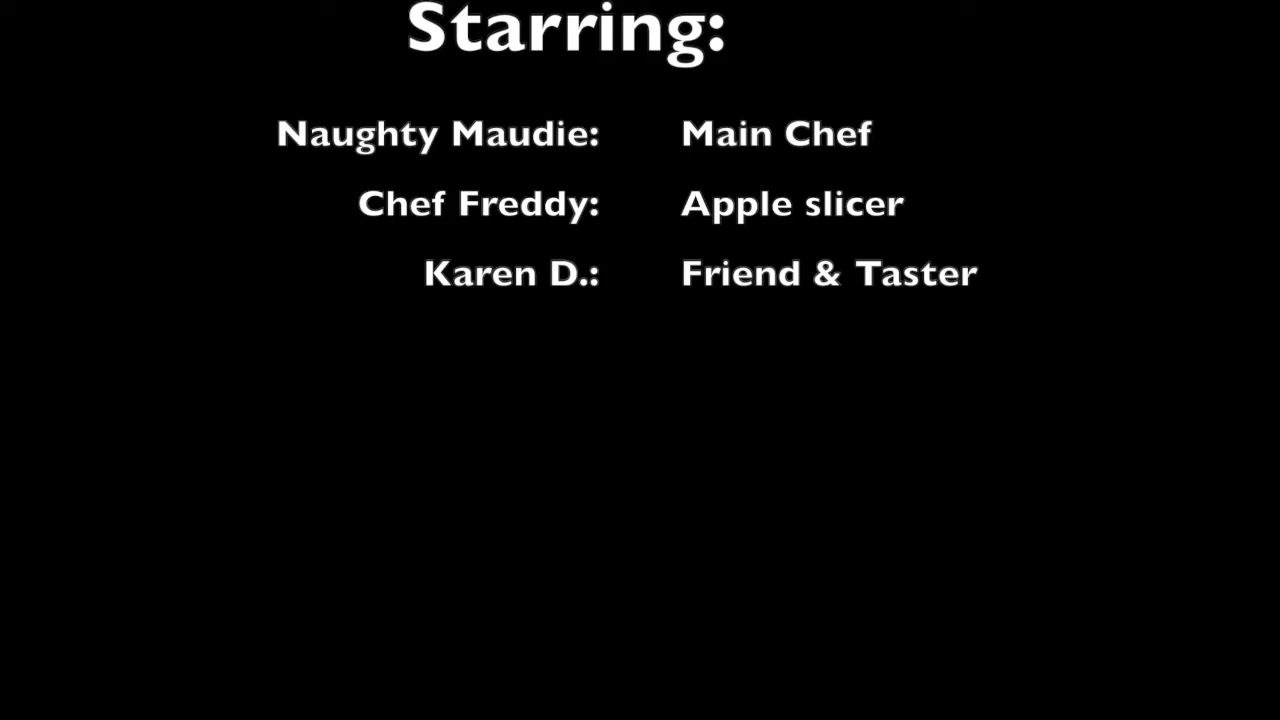 Starring:
Naughty Maudie: Main Chef
Chef Freddy: Apple slicer
Karen D.: Friend & Taster